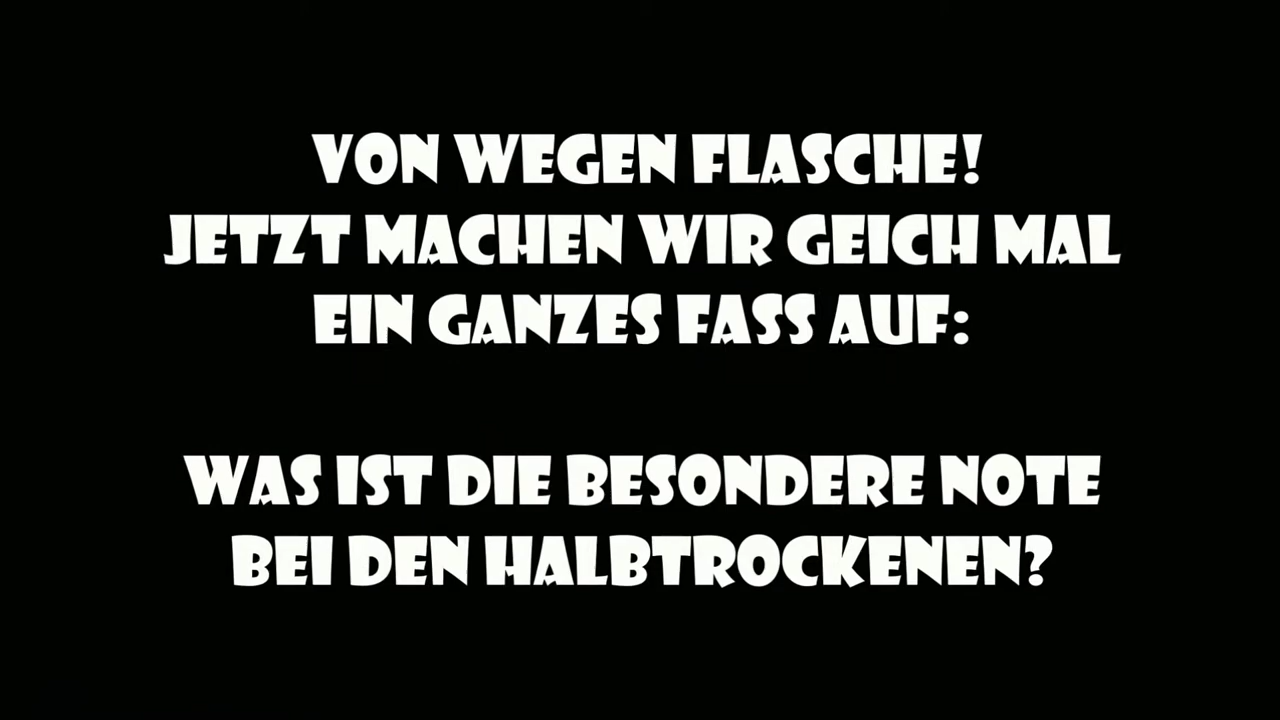 VON WEGEN FLASCHE!
JETZT MACHEN WIR GEICH MAL
EIN GANZES FASS AUF:
WAS IST DIE BESONDERE NOTE
BEI DEN HALBTROCKENEN?